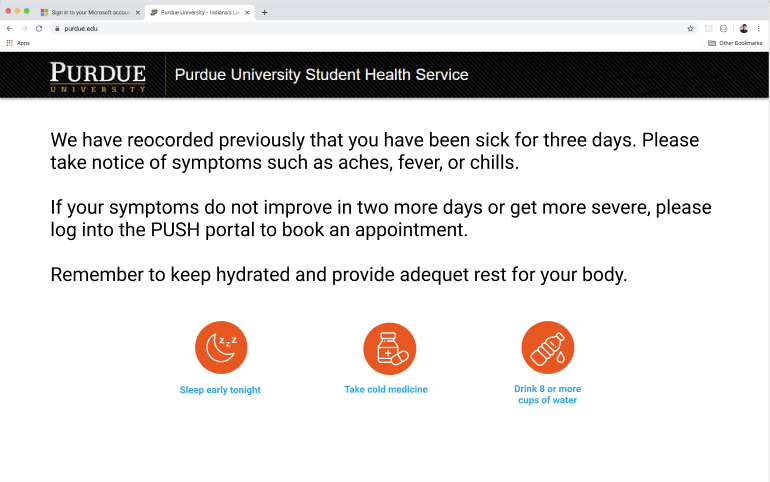 Sign in to your Microsoft accoun
Purdue University - Indiana's La
purdue.edu
Apps
Other Bookmarks
PURDUE
UNIVERSITY
Purdue University Student Health Service
We have reocorded previously that you have been sick for three days. Please
take notice of symptoms such as aches, fever, or chills.
If your symptoms do not improve in two more days or get more severe, please
log into the PUSH portal to book an appointment.
Remember to keep hydrated and provide adequet rest for your body.
zzz
Sleep early tonight
Take cold medicine
Drink 8 or more
cups of water